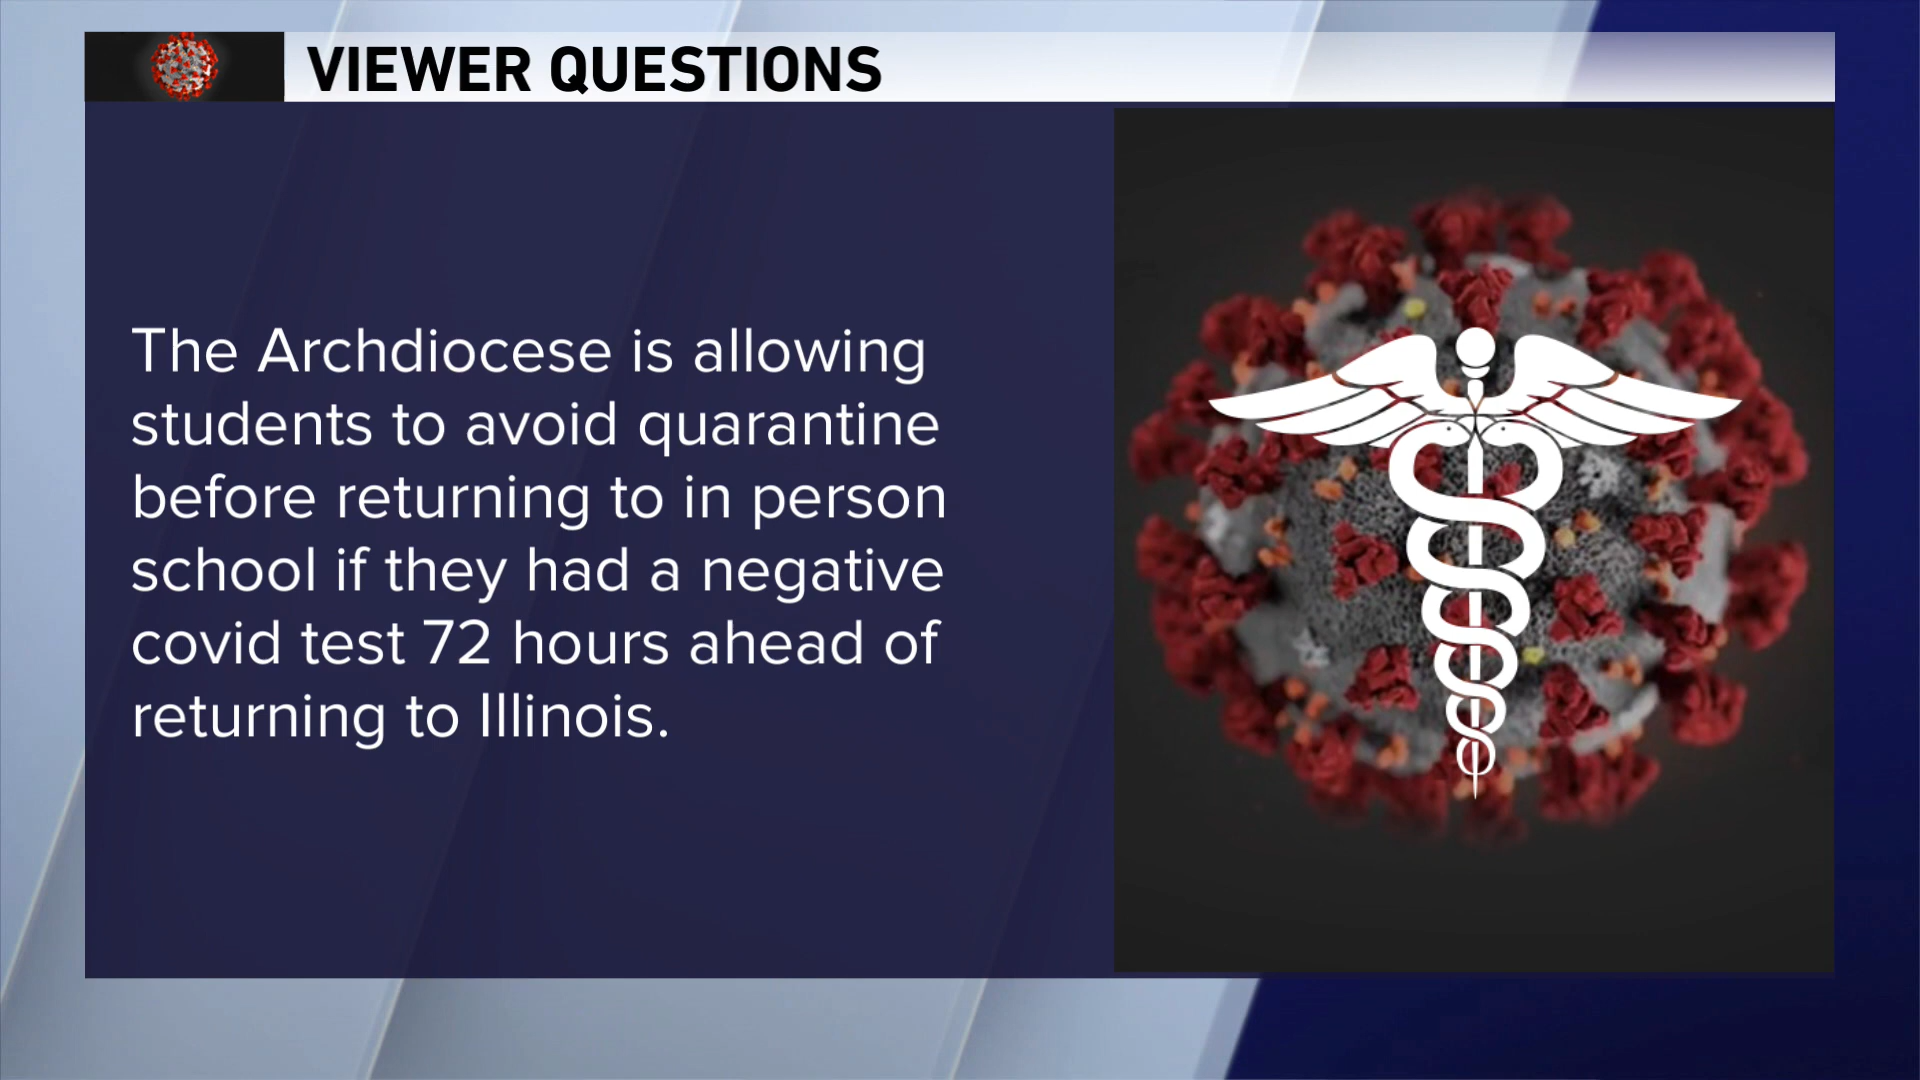 VIEWER QUESTIONS
The Archdiocese is allowing
students to avoid quarantine
before returning to in person
school if they had a negative
covid test 72 hours ahead of
returning to Illinois.